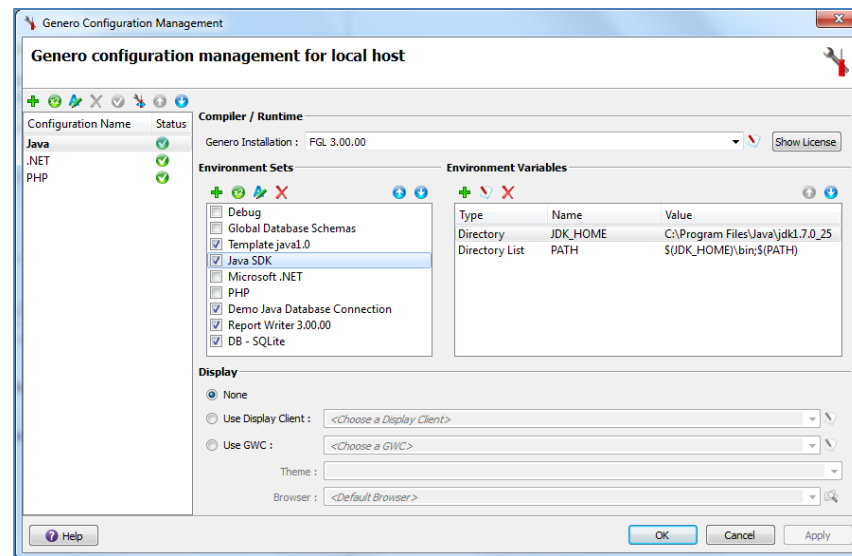 Genero Configuration Management
Genero configuration management for local host
Configuration Name Status
Java
.NET
PHP
Compiler / Runtime
Genero Installation : FGL 3.00.00
Show License
Environment Sets
Debug
Global Database Schemas
Template java1.0
Java SDK
Microsoft .NET
PHP
Demo Java Database Connection
Report Writer 3.00.00
DB - SQLite
Environment Variables
Type Name Value
Directory JDK_HOME C:\Program Files\Java\jdk1.7.0_25
Directory List PATH $(JDK_HOME)\bin;$(PATH)
Display
None
Use Display Client : <Choose a Display Client>
Use GWC : <Choose a GWC>
Theme :
Browser : <Default Browser>
Help
OK Cancel Apply